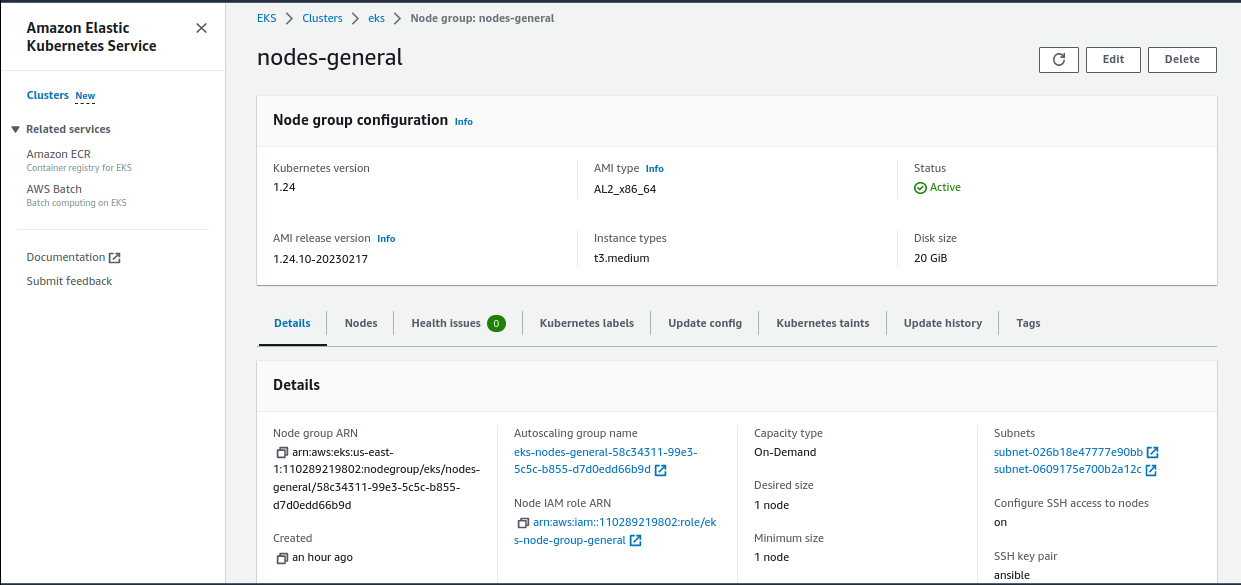 Amazon Elastic
Kubernetes Service
Clusters New
Related services
Amazon ECR
Container registry for EKS
AWS Batch
Batch computing on EKS
Documentation
Submit feedback
EKS Clusters eks Node group: nodes-general
nodes-general
Edit
Delete
Node group configuration Info
Kubernetes version
1.24
AMI type Info
AL2_x86_64
Status
Active
AMI release version Info
1.24.10-20230217
Instance types
t3.medium
Disk size
20 GiB
Details
Nodes
Health issues 0
Kubernetes labels
Update config
Kubernetes taints
Update history
Tags
Details
Node group ARN
arn:aws:eks:us-east-
1:110289219802:nodegroup/eks/nodes-
general/58c34311-99e3-5c5c-b855-
d7d0edd66b9d
Created
an hour ago
Autoscaling group name
eks-nodes-general-58c34311-99e3-
5c5c-b855-d7d0edd66b9d
Node IAM role ARN
arn:aws:iam::110289219802:role/ek
s-node-group-general
Capacity type
On-Demand
Desired size
1 node
Minimum size
1 node
Subnets
subnet-026b18e47777e90bb
subnet-0609175e700b2a12c
Configure SSH access to nodes
on
SSH key pair
ansible